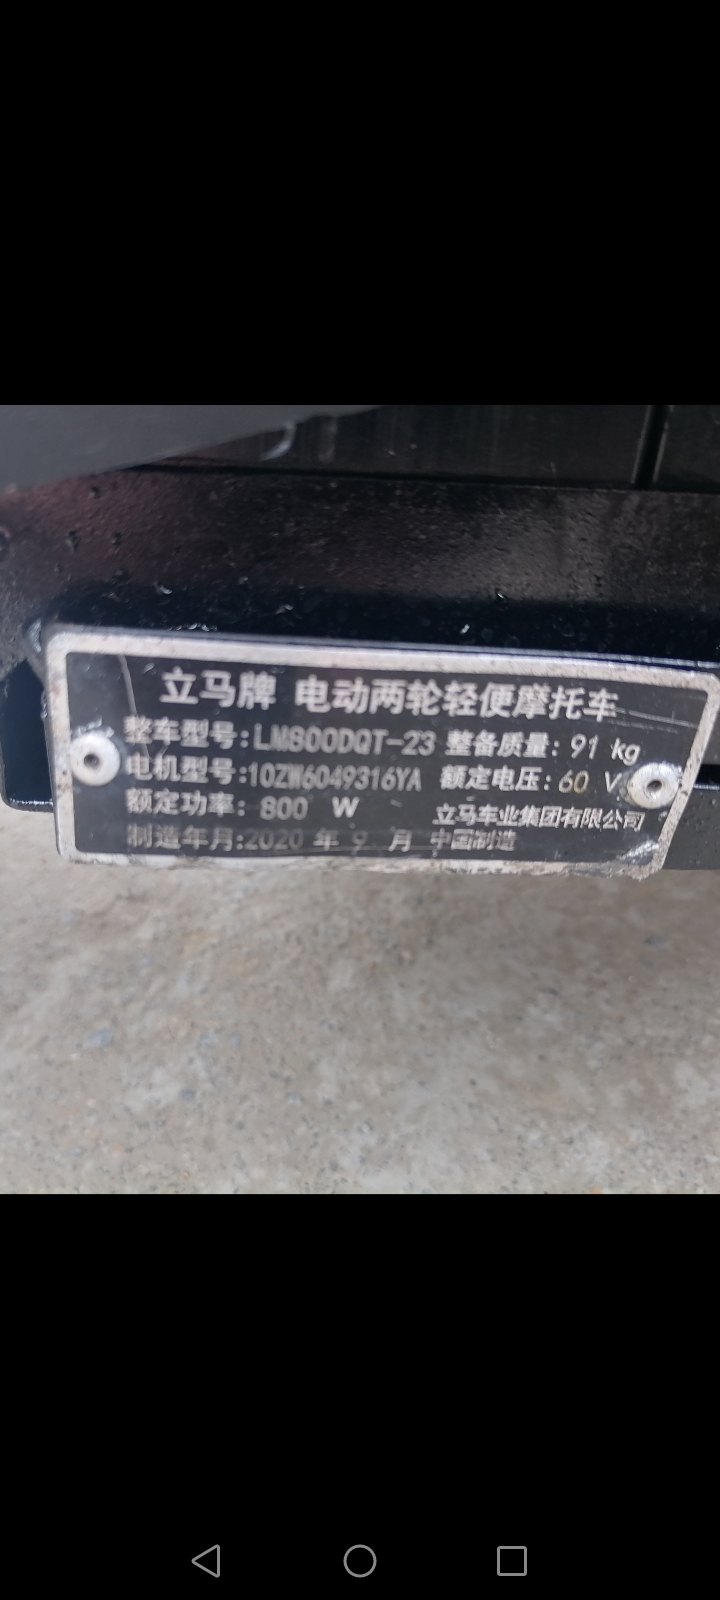 立马牌 电动两轮轻便摩托车
整车型号:LM800DQT-23 整备质量: 91 kg
电机型号:10ZW6049316YA 额定电压: 60 V
额定功率: 800 W 立马车业集团有限公司
制造年月:2020 年 9 月 中国制造